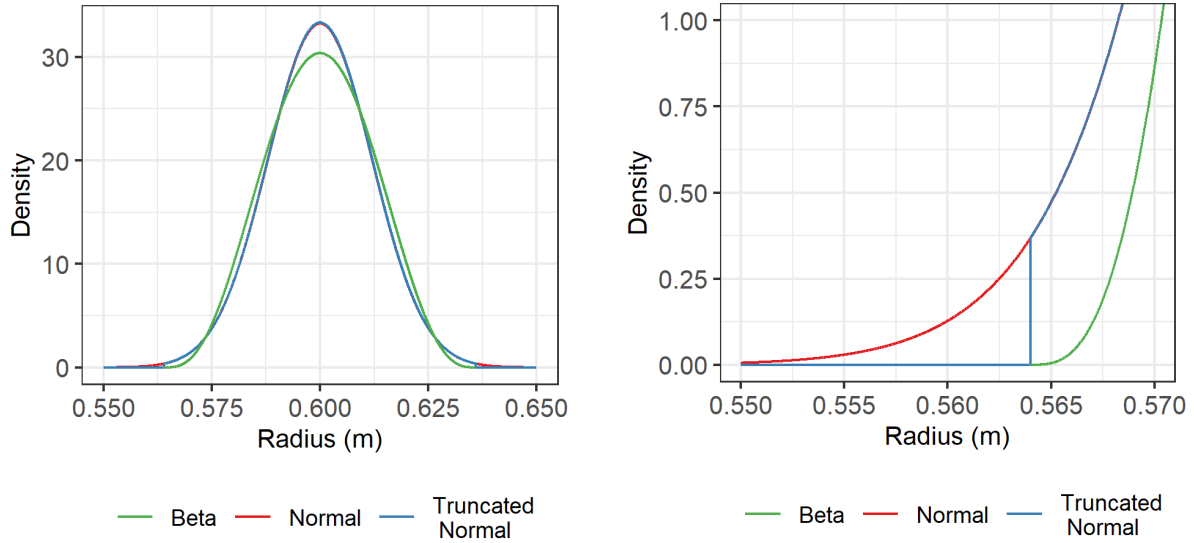 Density
30
20
10
0
0.550 0.575 0.600 0.625 0.650
Radius (m)
Beta Normal Truncated
Normal
Density
1.00
0.75
0.50
0.25
0.00
0.550 0.555 0.560 0.565 0.570
Radius (m)
Beta Normal Truncated
Normal